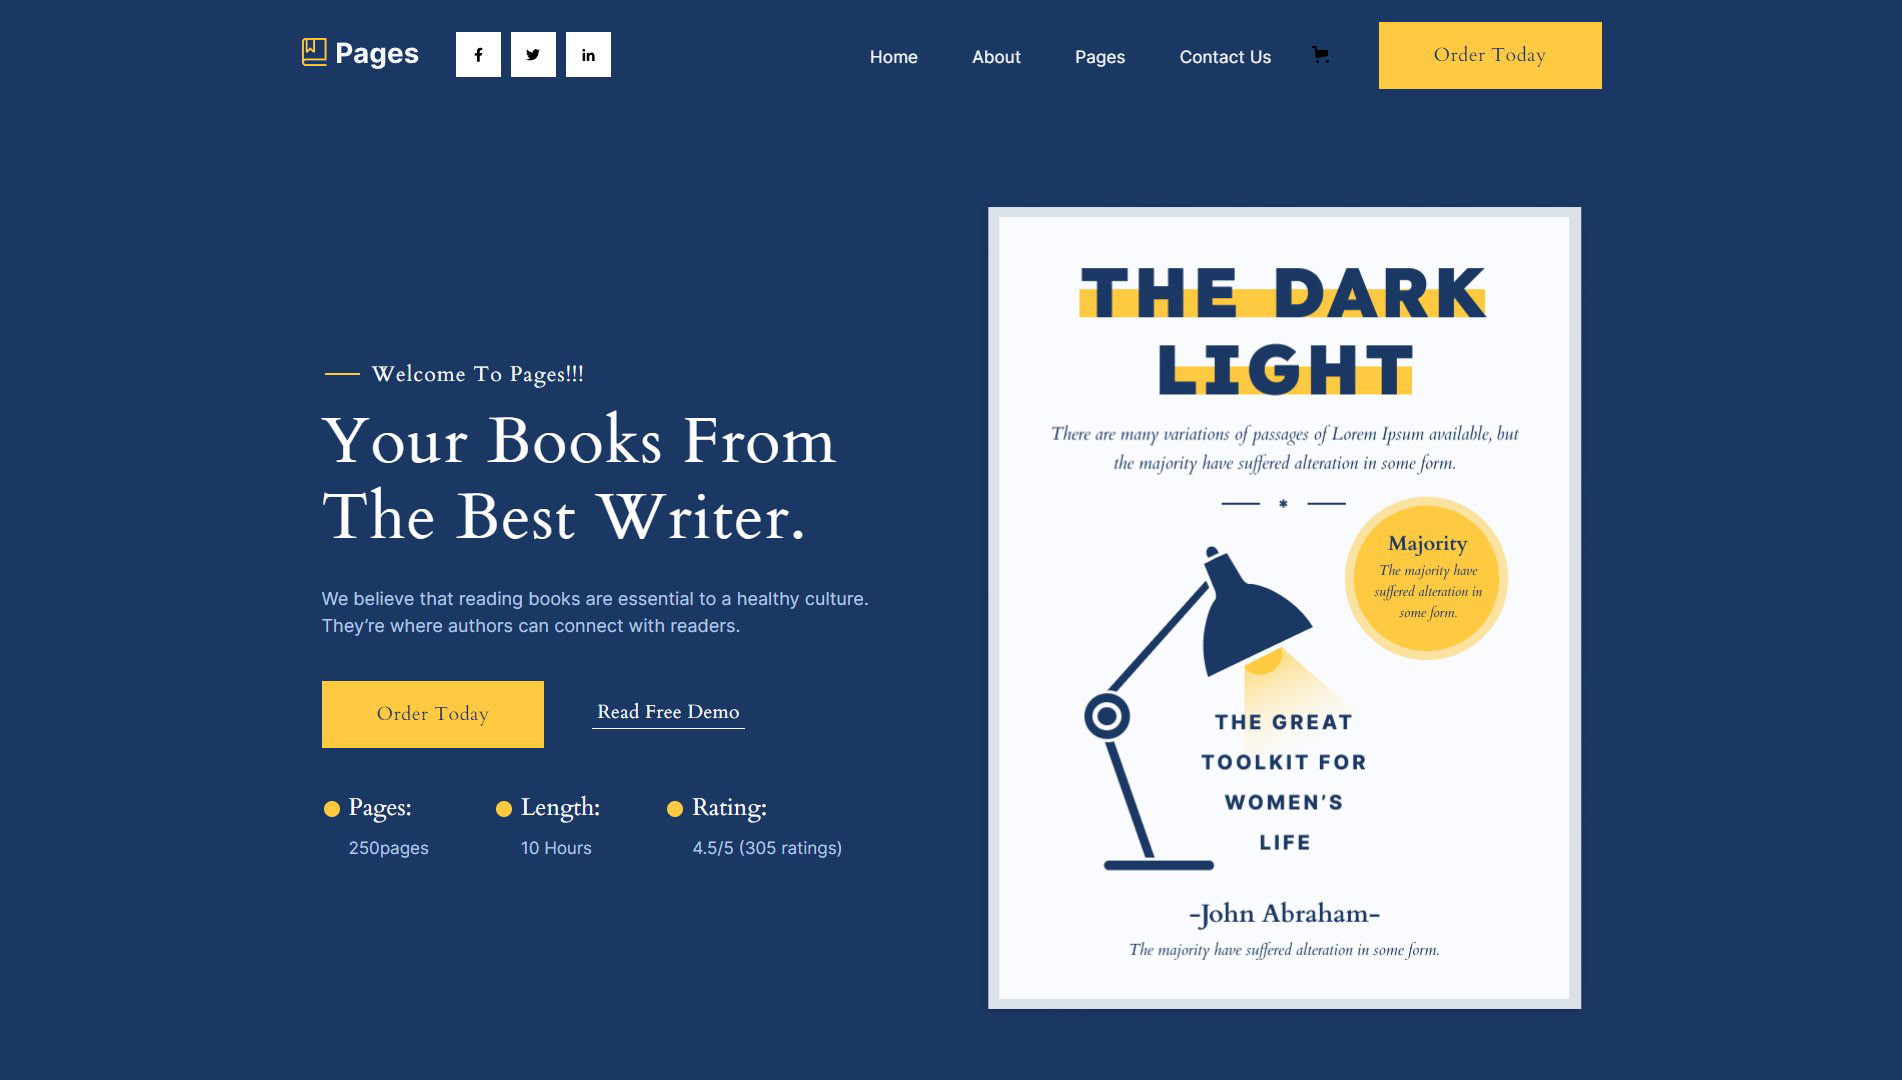 Pages
Home
About
Pages
Contact Us
Order Today
Welcome To Pages!!!
Your Books From
The Best Writer.
We believe that reading books are essential to a healthy culture.
They’re where authors can connect with readers.
Order Today
Read Free Demo
Pages:
250pages
Length:
10 Hours
Rating:
4.5/5 (305 ratings)
THE DARK
LIGHT
There are many variations of passages of Lorem Ipsum available, but
the majority have suffered alteration in some form.
*
Majority
The majority have
suffered alteration in
some form.
THE GREAT
TOOLKIT FOR
WOMEN’S
LIFE
-John Abraham-
The majority have suffered alteration in some form.